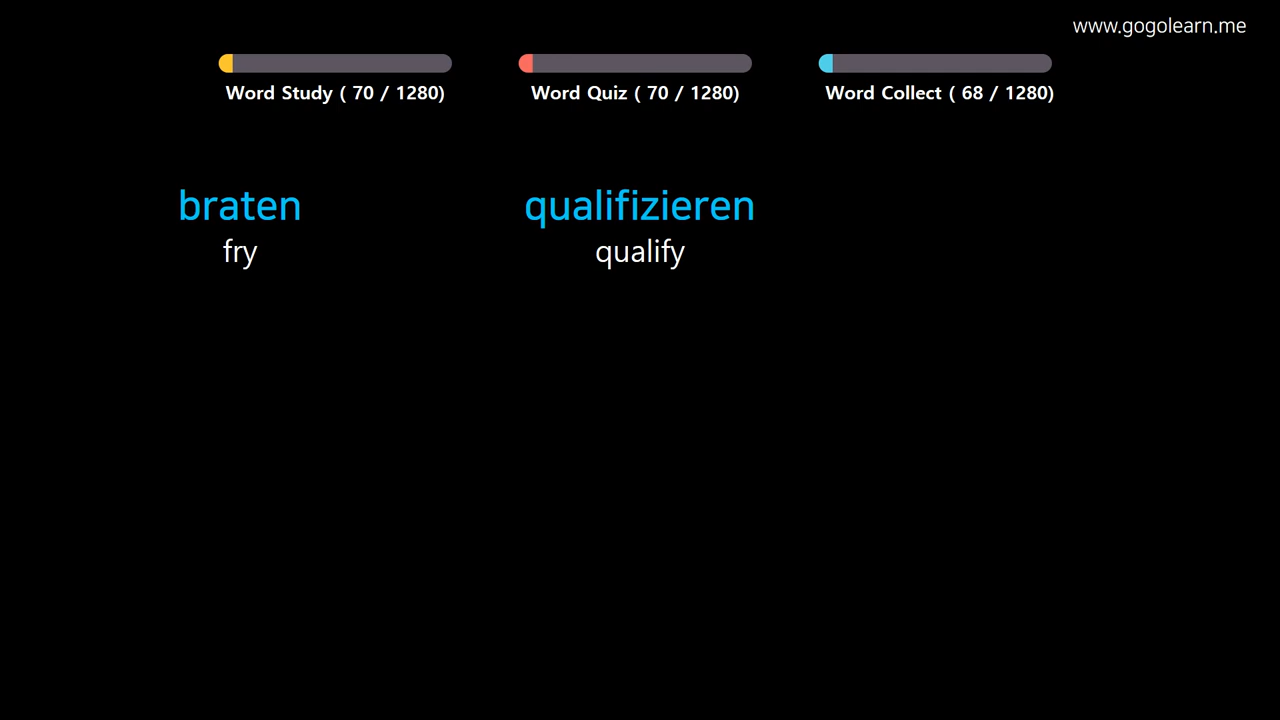 www.gogolearn.me
Word Study ( 70 / 1280)
Word Quiz ( 70 / 1280)
Word Collect ( 68 / 1280)
braten
fry
qualifizieren
qualify